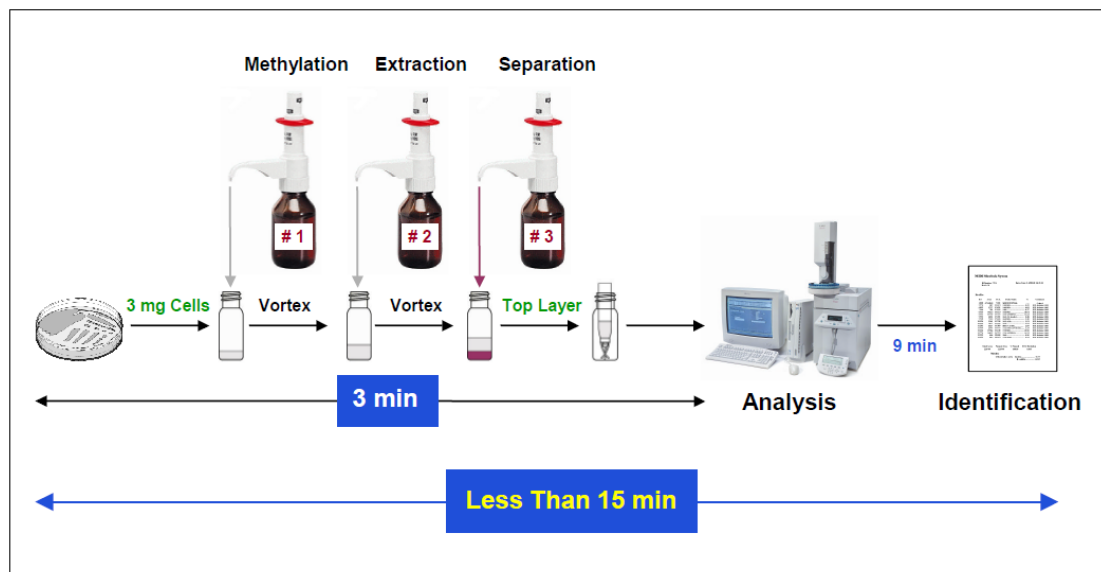 Methylation Extraction Separation
# 1 # 2 # 3
3 mg Cells Vortex Vortex Top Layer
9 min
3 min
Analysis Identification
Less Than 15 min